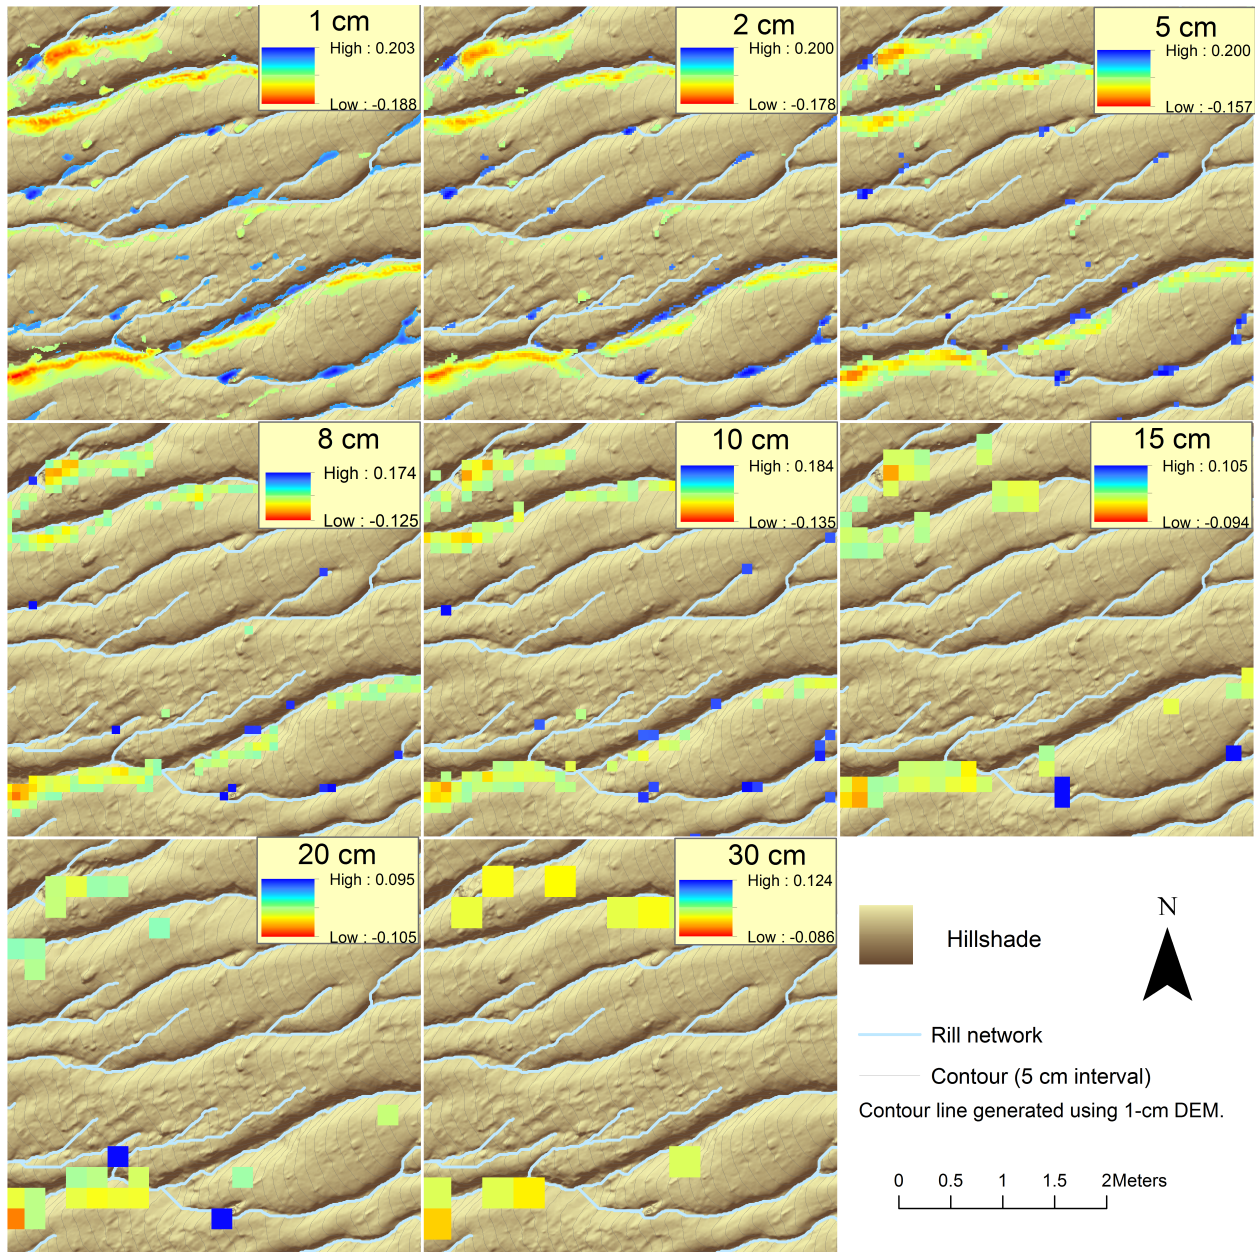 1 cm
High : 0.203
Low : -0.188
2 cm
High : 0.200
Low : -0.178
5 cm
High : 0.200
Low : -0.157
8 cm
High : 0.174
Low : -0.125
10 cm
High : 0.184
Low : -0.135
15 cm
High : 0.105
Low : -0.094
20 cm
High : 0.095
Low : -0.105
30 cm
High : 0.124
Low : -0.086
N
Hillshade
Rill network
Contour (5 cm interval)
Contour line generated using 1-cm DEM.
0 0.5 1 1.5 2Meters